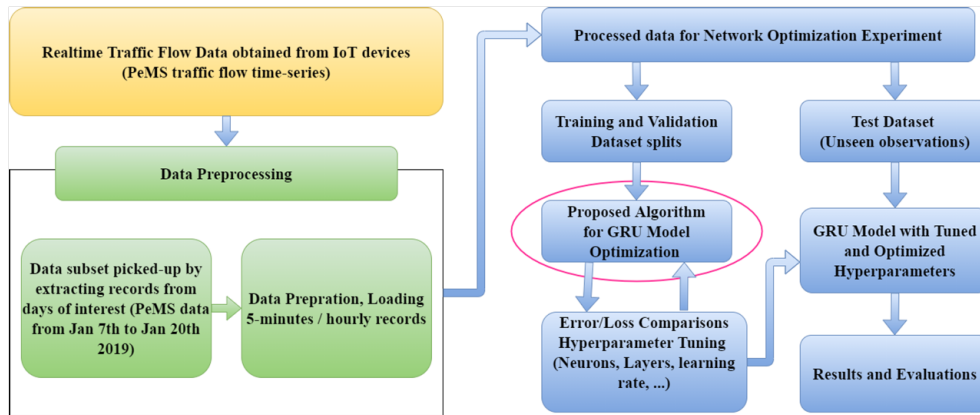 Realtime Traffic Flow Data obtained from IoT devices
(PeMS traffic flow time-series)
Data Preprocessing
Data subset picked-up by
extracting records from
days of interest (PeMS data
from Jan 7th to Jan 20th
2019)
Data Prepration, Loading
5-minutes / hourly records
Processed data for Network Optimization Experiment
Training and Validation
Dataset splits
Test Dataset
(Unseen observations)
Proposed Algorithm
for GRU Model
Optimization
GRU Model with Tuned
and Optimized
Hyperparameters
Error/Loss Comparisons
Hyperparameter Tuning
(Neurons, Layers, learning
rate, ...)
Results and Evaluations